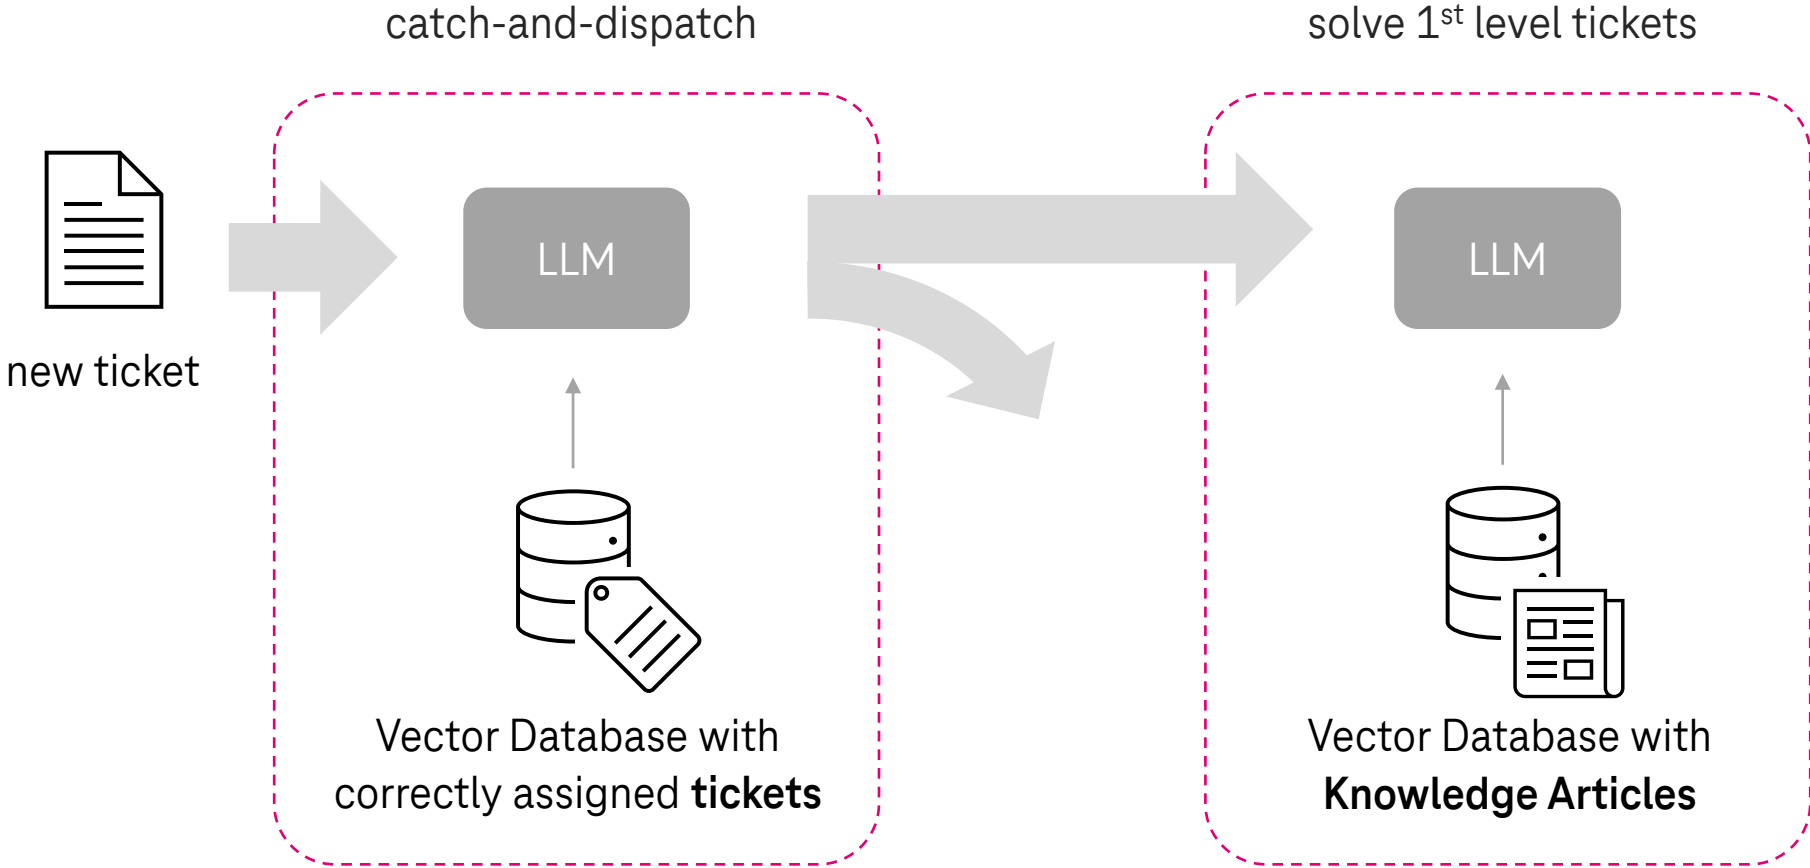 catch-and-dispatch
solve 1st level tickets
new ticket
LLM
LLM
Vector Database with
correctly assigned tickets
Vector Database with
Knowledge Articles